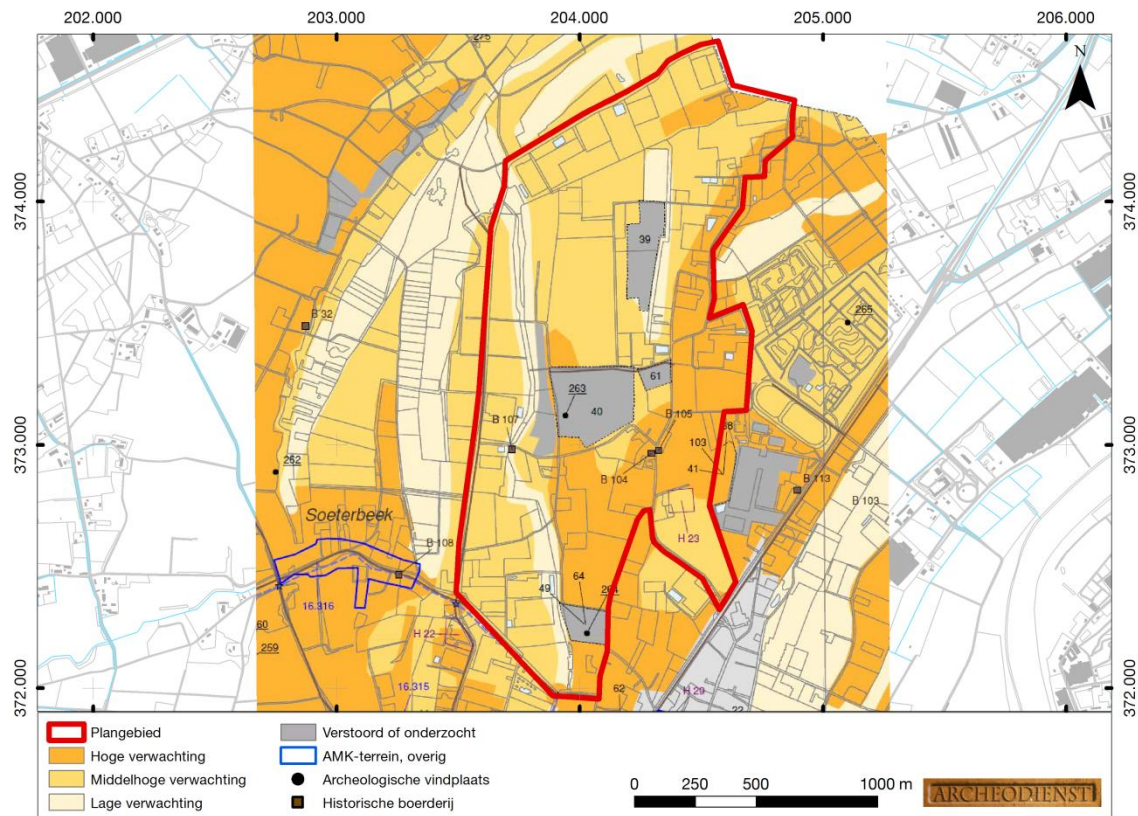 202.000 203.000 204.000 205.000 206.000
N
374.000 374.000
39
265
B 32
61
263
40
B 107
B 105
103
41
B 104
373.000 373.000
262
B 113
B 103
Soeterbeek
H 23
B 108
64
49
264
16.316
60
H 22
259
16.315
62
H 29
372.000 372.000
Plangebied
Hoge verwachting
Middelhoge verwachting
Lage verwachting
Verstoord of onderzocht
AMK-terrein, overig
Archeologische vindplaats
Historische boerderij
0 250 500 1000 m
ARCHEODIENST